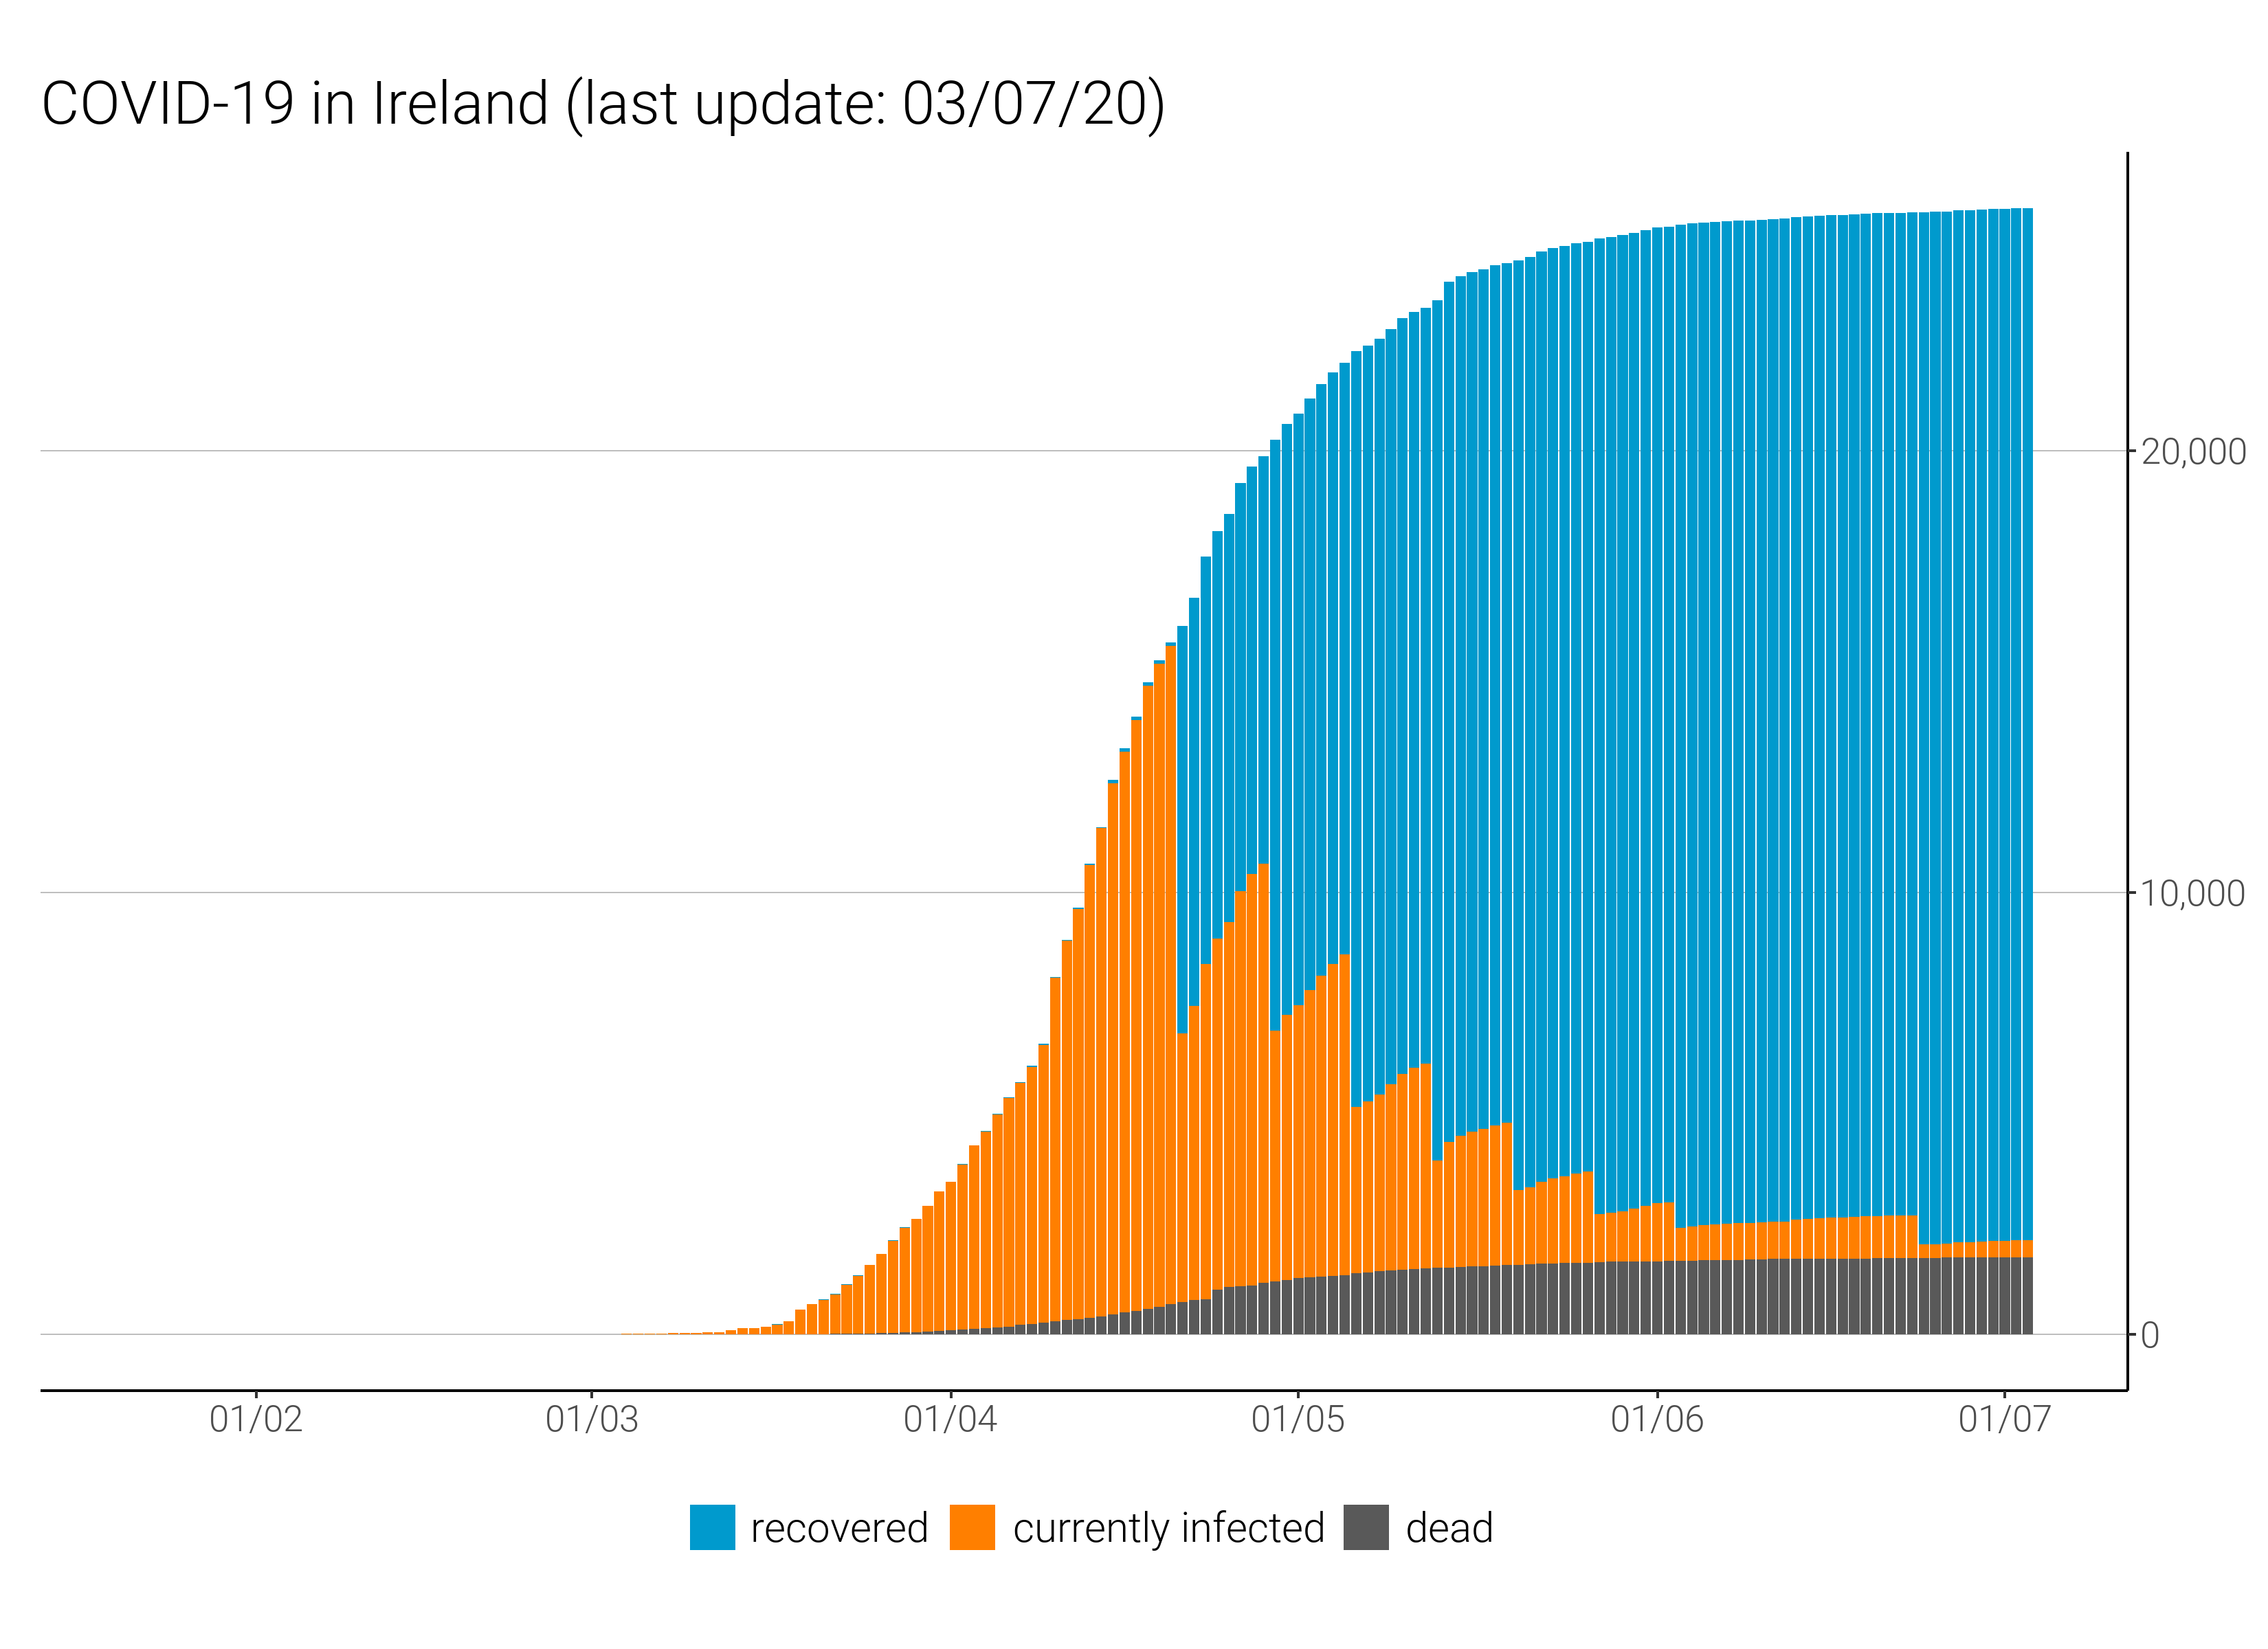 COVID-19 in Ireland (last update: 03/07/20)
20,000
10,000
0
01/02 01/03 01/04 01/05 01/06 01/07
recovered currently infected dead